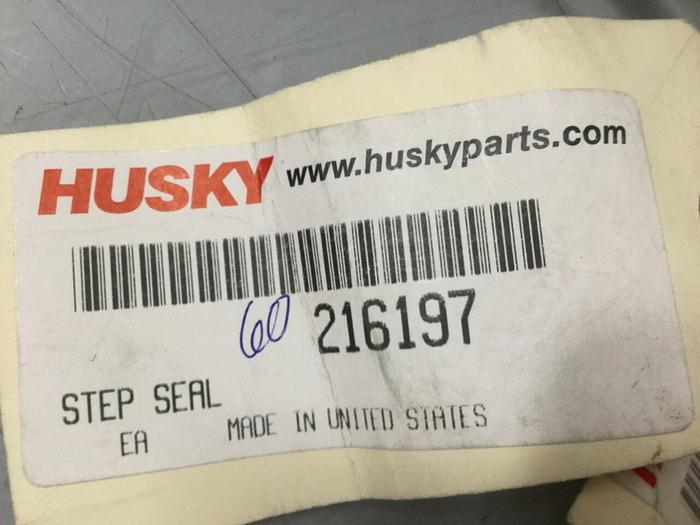 HUSKY www.huskyparts.com
60 216197
STEP SEAL
EA MADE IN UNITED STATES